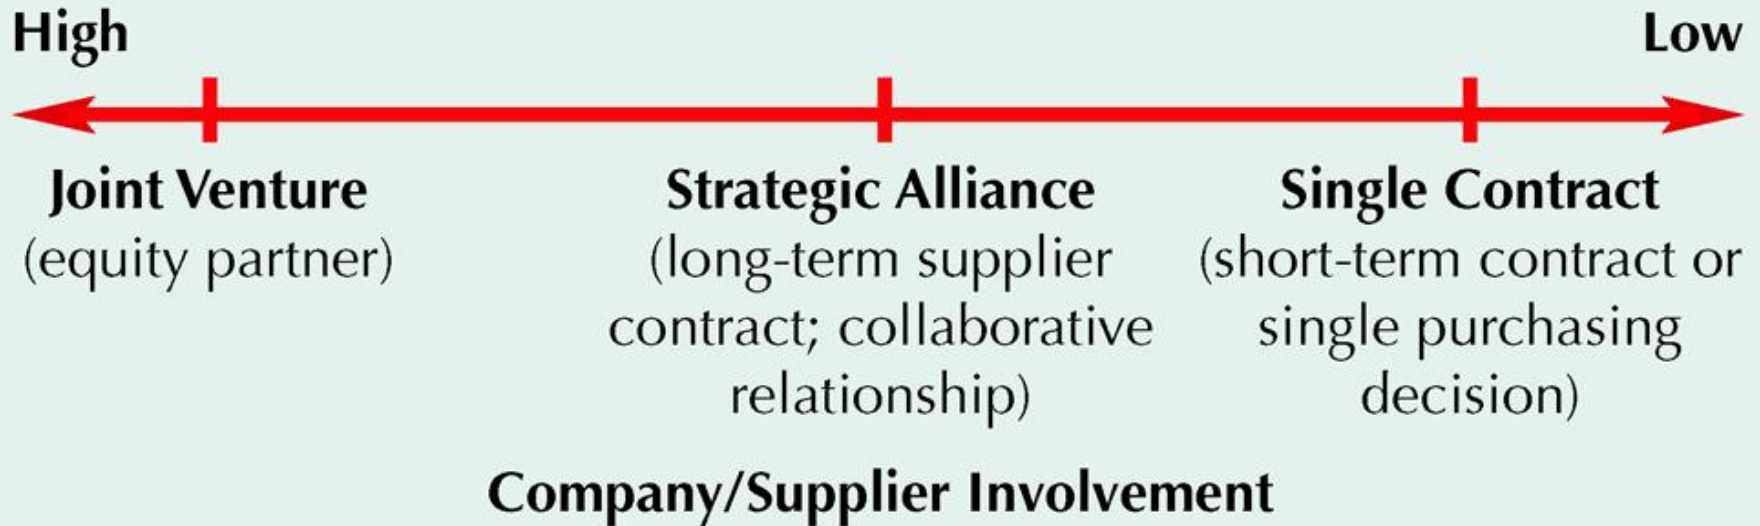 High
Low
Joint Venture
(equity partner)
Strategic Alliance
(long-term supplier
contract; collaborative
relationship)
Single Contract
(short-term contract or
single purchasing
decision)
Company/Supplier Involvement